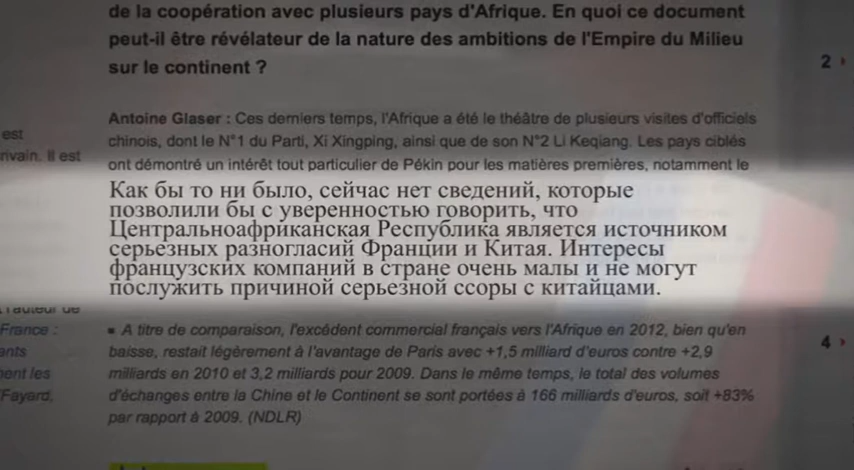 de la coopération avec plusieurs pays d'Afrique. En quoi ce document
peut-il être révélateur de la nature des ambitions de l'Empire du Milieu
sur le continent ?
2
Antoine Glaser : Ces derniers temps, l'Afrique a été le théâtre de plusieurs visites d'officiels
est
chinois, dont le N°1 du Parti, Xi Xingping, ainsi que de son N°2 Li Keqiang. Les pays ciblés
rivain. Il est
ont démontré un intérêt tout particulier de Pékin pour les matières premières, notamment le
Как бы то ни было, сейчас нет сведений, которые
позволили бы с уверенностью говорить, что
Центральноафриканская Республика является источником
серьезных разногласий Франции и Китая. Интересы
французских компаний в стране очень малы и не могут
послужить причиной серьезной ссоры с китайцами.
l'auteur de
France :
▪ A titre de comparaison, l'excédent commercial français vers l'Afrique en 2012, bien qu'en
ants
baisse, restait légèrement à l'avantage de Paris avec +1,5 milliard d'euros contre +2,9
4
ment les
milliards en 2010 et 3,2 milliards pour 2009. Dans le même temps, le total des volumes
Fayard,
d'échanges entre la Chine et le Continent se sont portées à 166 milliards d'euros, soit +83%
par rapport à 2009. (NDLR)